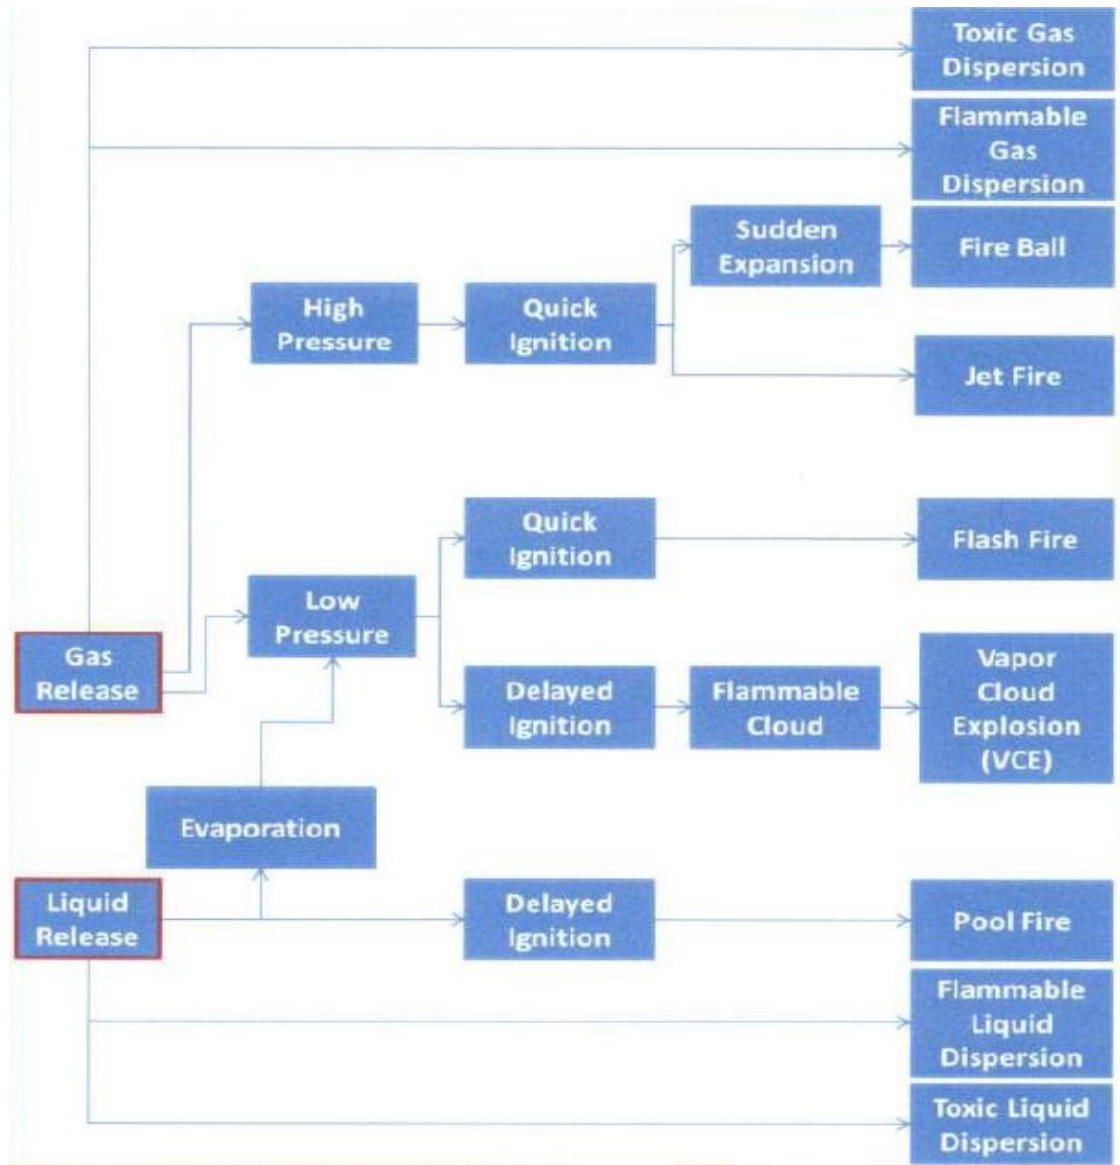 Toxic Gas
Dispersion
Flammable
Gas
Dispersion
Sudden
Expansion
Fire Ball
High
Pressure
Quick
Ignition
Jet Fire
Quick
Ignition
Flash Fire
Low
Pressure
Gas
Release
Delayed
Ignition
Flammable
Cloud
Vapor
Cloud
Explosion
(VCE)
Evaporation
Liquid
Release
Delayed
Ignition
Pool Fire
Flammable
Liquid
Dispersion
Toxic Liquid
Dispersion